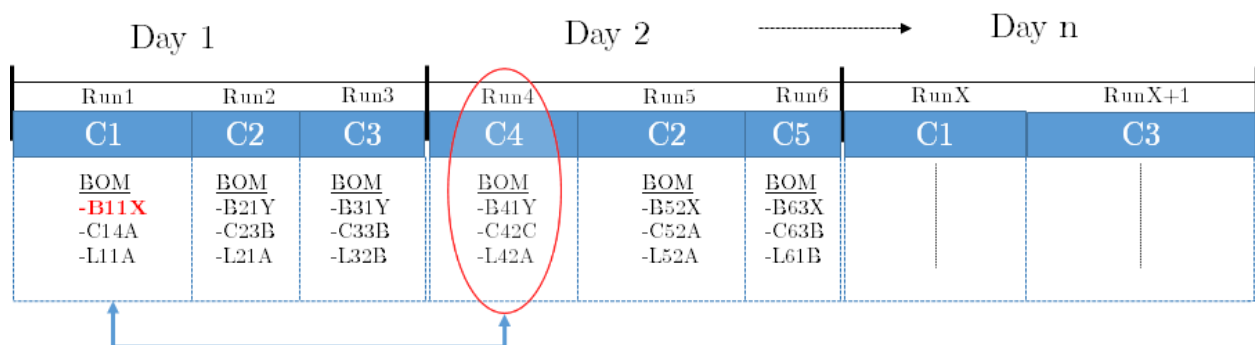 Day 1 Day 2 Day n
Run1 Run2 Run3 Run4 Run5 Run6 RunX RunX+1
C1 C2 C3 C4 C2 C5 C1 C3
BOM BOM BOM BOM BOM BOM
-B11X -B21Y -B31Y -B41Y -B52X -B63X
-C14A -C23B -C33B -C42C -C52A -C63B
-L11A -L21A -L32B -L42A -L52A -L61B